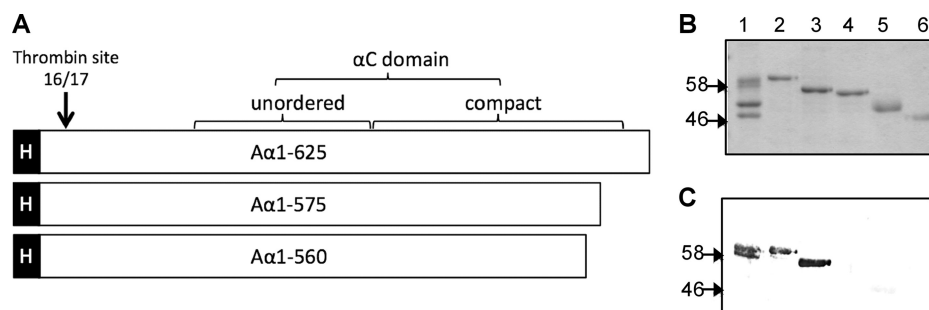 A
Thrombin site
16/17
αC domain
unordered
compact
H
Aα1-625
H
Aα1-575
H
Aα1-560
B
1 2 3 4 5 6
58
46
C
58
46